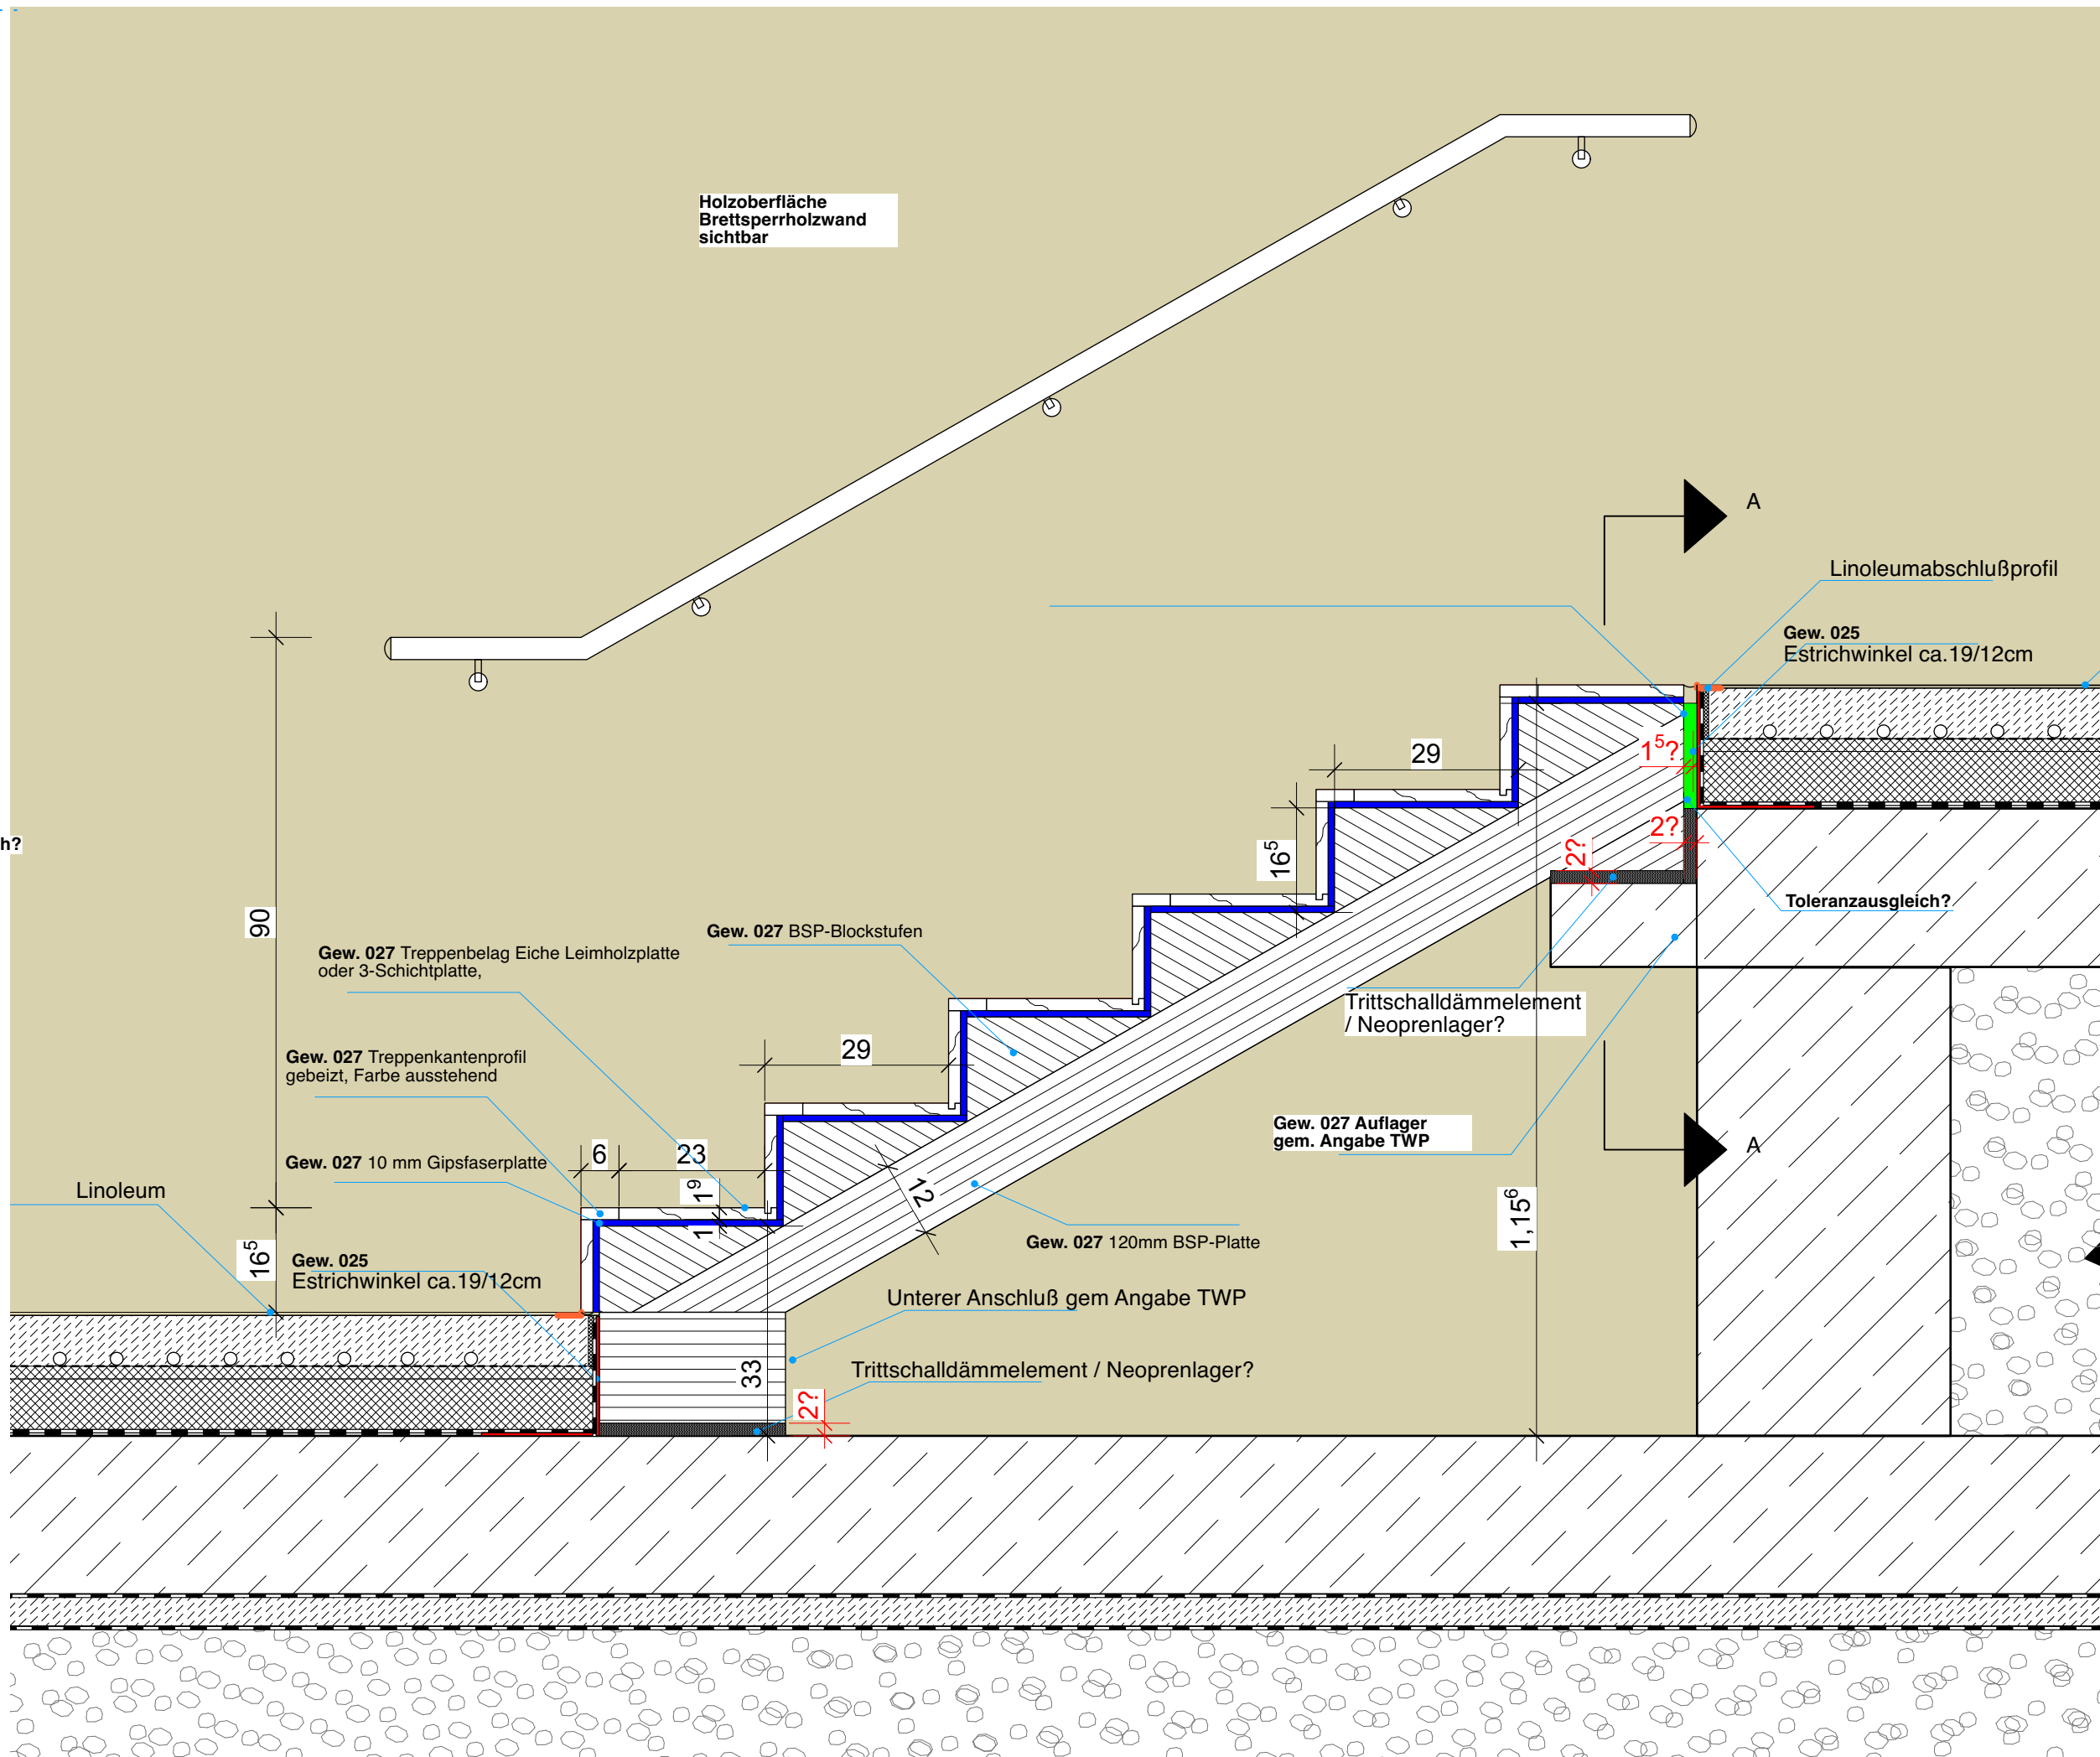 Holzoberfläche
Brettsperrholzwand
sichtbar
A
Linoleumabschlußprofil
Gew. 025
Estrichwinkel ca.19/12cm
29
1⁵?
2?
2?
16⁵
h?
90
Toleranzausgleich?
Gew. 027 BSP-Blockstufen
Gew. 027 Treppenbelag Eiche Leimholzplatte
oder 3-Schichtplatte,
Trittschalldämmelement
/ Neoprenlager?
29
Gew. 027 Treppenkantenprofil
gebeizt, Farbe ausstehend
Gew. 027 Auflager
gem. Angabe TWP
A
6
23
Gew. 027 10 mm Gipsfaserplatte
Linoleum
1⁹
1
12
1,15⁶
Gew. 027 120mm BSP-Platte
16⁵
Gew. 025
Estrichwinkel ca.19/12cm
Unterer Anschluß gem Angabe TWP
Trittschalldämmelement / Neoprenlager?
33
2?